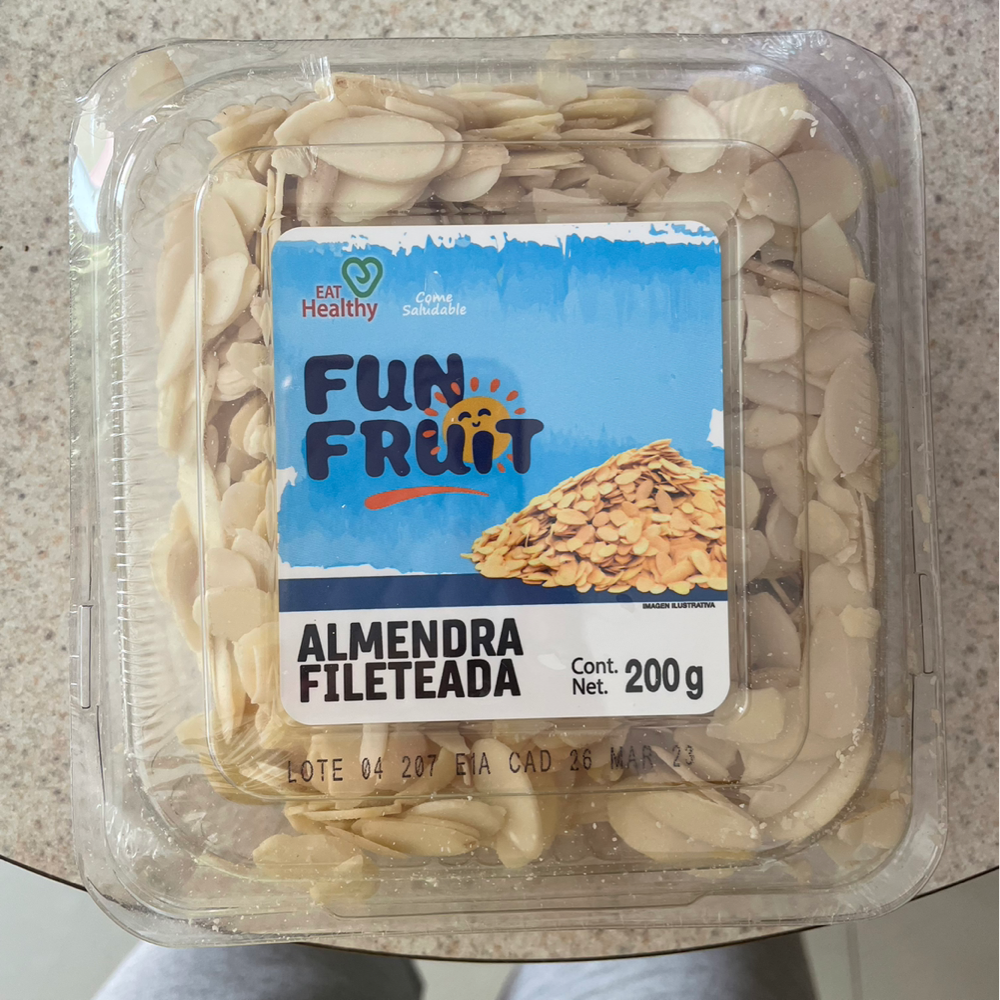 EAT
Healthy
Come
Saludable
FUN
FRUIT
IMAGEN ILUSTRATIVA
ALMENDRA
FILETEADA
Cont.
Net. 200 g
LOTE 04 207 E1A CAD 26 MAR 23